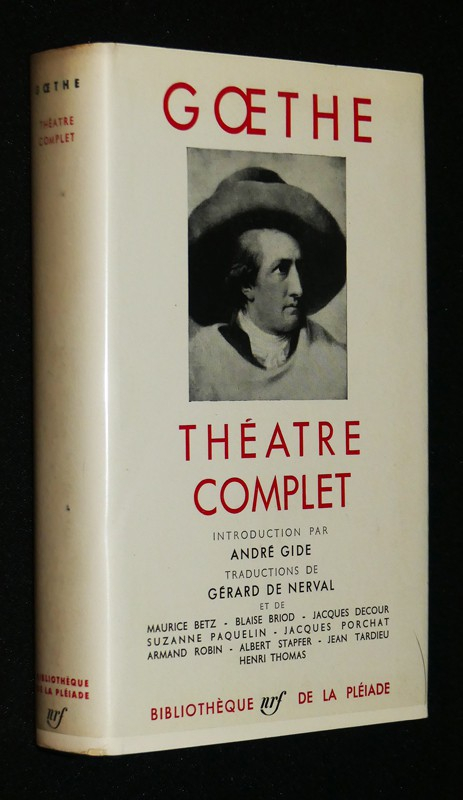 GŒTHE
THÉATRE
COMPLET
BIBLIOTHÈQUE
DE LA PLÉIADE
nrf
GŒTHE
THÉATRE
COMPLET
INTRODUCTION PAR
ANDRÉ GIDE
TRADUCTIONS DE
GÉRARD DE NERVAL
ET DE
MAURICE BETZ - BLAISE BRIOD - JACQUES DECOUR
SUZANNE PAQUELIN - JACQUES PORCHAT
ARMAND ROBIN - ALBERT STAPFER - JEAN TARDIEU
HENRI THOMAS
BIBLIOTHÈQUE nrf DE LA PLÉIADE